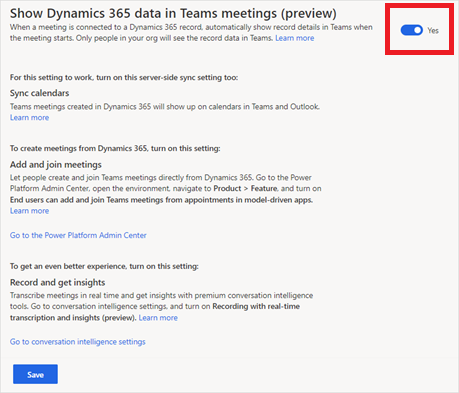 Show Dynamics 365 data in Teams meetings (preview)
When a meeting is connected to a Dynamics 365 record, automatically show record details in Teams when
the meeting starts. Only people in your org will see the record data in Teams. Learn more
Yes
For this setting to work, turn on this server-side sync setting too:
Sync calendars
Teams meetings created in Dynamics 365 will show up on calendars in Teams and Outlook.
Learn more
To create meetings from Dynamics 365, turn on this setting:
Add and join meetings
Let people create and join Teams meetings directly from Dynamics 365. Go to the Power
Platform Admin Center, open the environment, navigate to Product > Feature, and turn on
End users can add and join Teams meetings from appointments in model-driven apps.
Learn more
Go to the Power Platform Admin Center
To get an even better experience, turn on this setting:
Record and get insights
Transcribe meetings in real time and get insights with premium conversation intelligence
tools. Go to conversation intelligence settings, and turn on Recording with real-time
transcription and insights (preview). Learn more
Go to conversation intelligence settings
Save